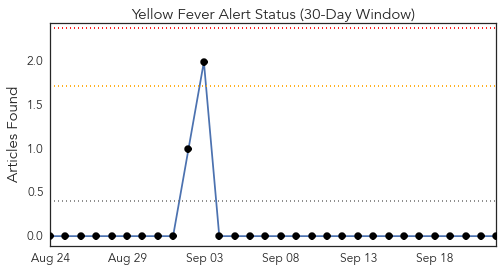 Yellow Fever Alert Status (30-Day Window)
Articles Found
2.0
1.5
1.0
0.5
0.0
Aug 24 Aug 29 Sep 03 Sep 08 Sep 13 Sep 18